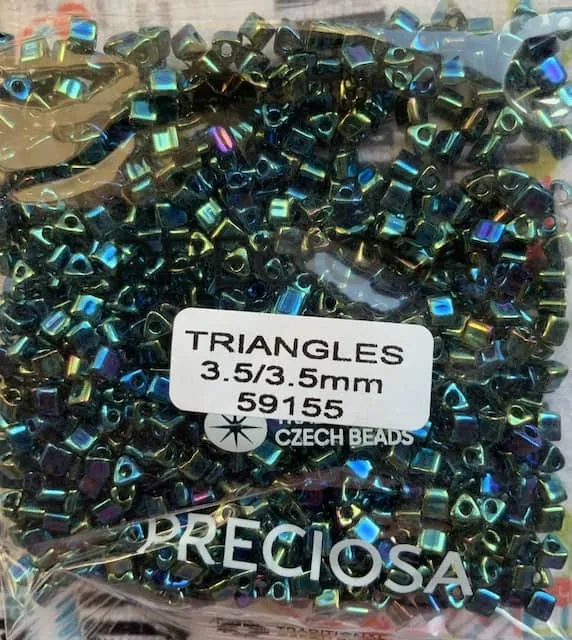 TRIANGLES
3.5/3.5mm
59155
CZECH BEADS
PRECIOSA